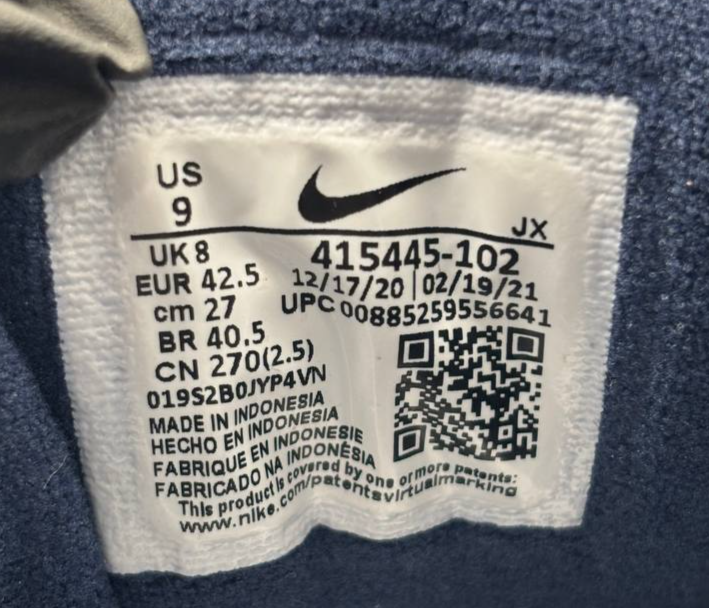 US
9
JX
UK 8
EUR 42.5
cm 27
BR 40.5
CN 270(2.5)
415445-102
12/17/20 | 02/19/21
UPC 00885259556641
019S2B0JYP4VN
MADE IN INDONESIA
HECHO EN INDONESIA
FABRIQUE EN INDONESIE
FABRICADO NA INDONÉSIA
This product is covered by one or more patents:
www.nike.com/patentsvirtualmarking